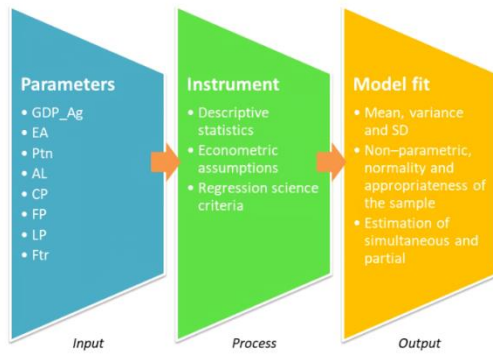 Parameters
• GDP_Ag
• EA
• Ptn
• AL
• CP
• FP
• LP
• Ftr
Input
Instrument
• Descriptive
statistics
• Econometric
assumptions
• Regression science
criteria
Process
Model fit
• Mean, variance
and SD
• Non–parametric,
normality and
appropriateness of
the sample
• Estimation of
simultaneous and
partial
Output